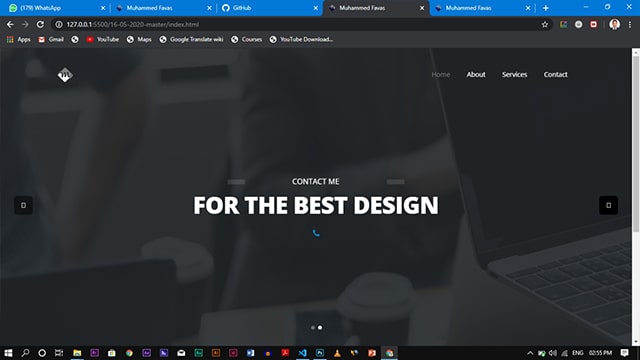 (179) WhatsApp
Muhammed Favas
GitHub
Muhammed Favas
Muhammed Favas
127.0.0.1:5500/16-05-2020-master/index.html
Apps
Gmail
YouTube
Maps
Google Translate wiki
Courses
YouTube Download...
Home
About
Services
Contact
CONTACT ME
FOR THE BEST DESIGN
ENG
02:55 PM